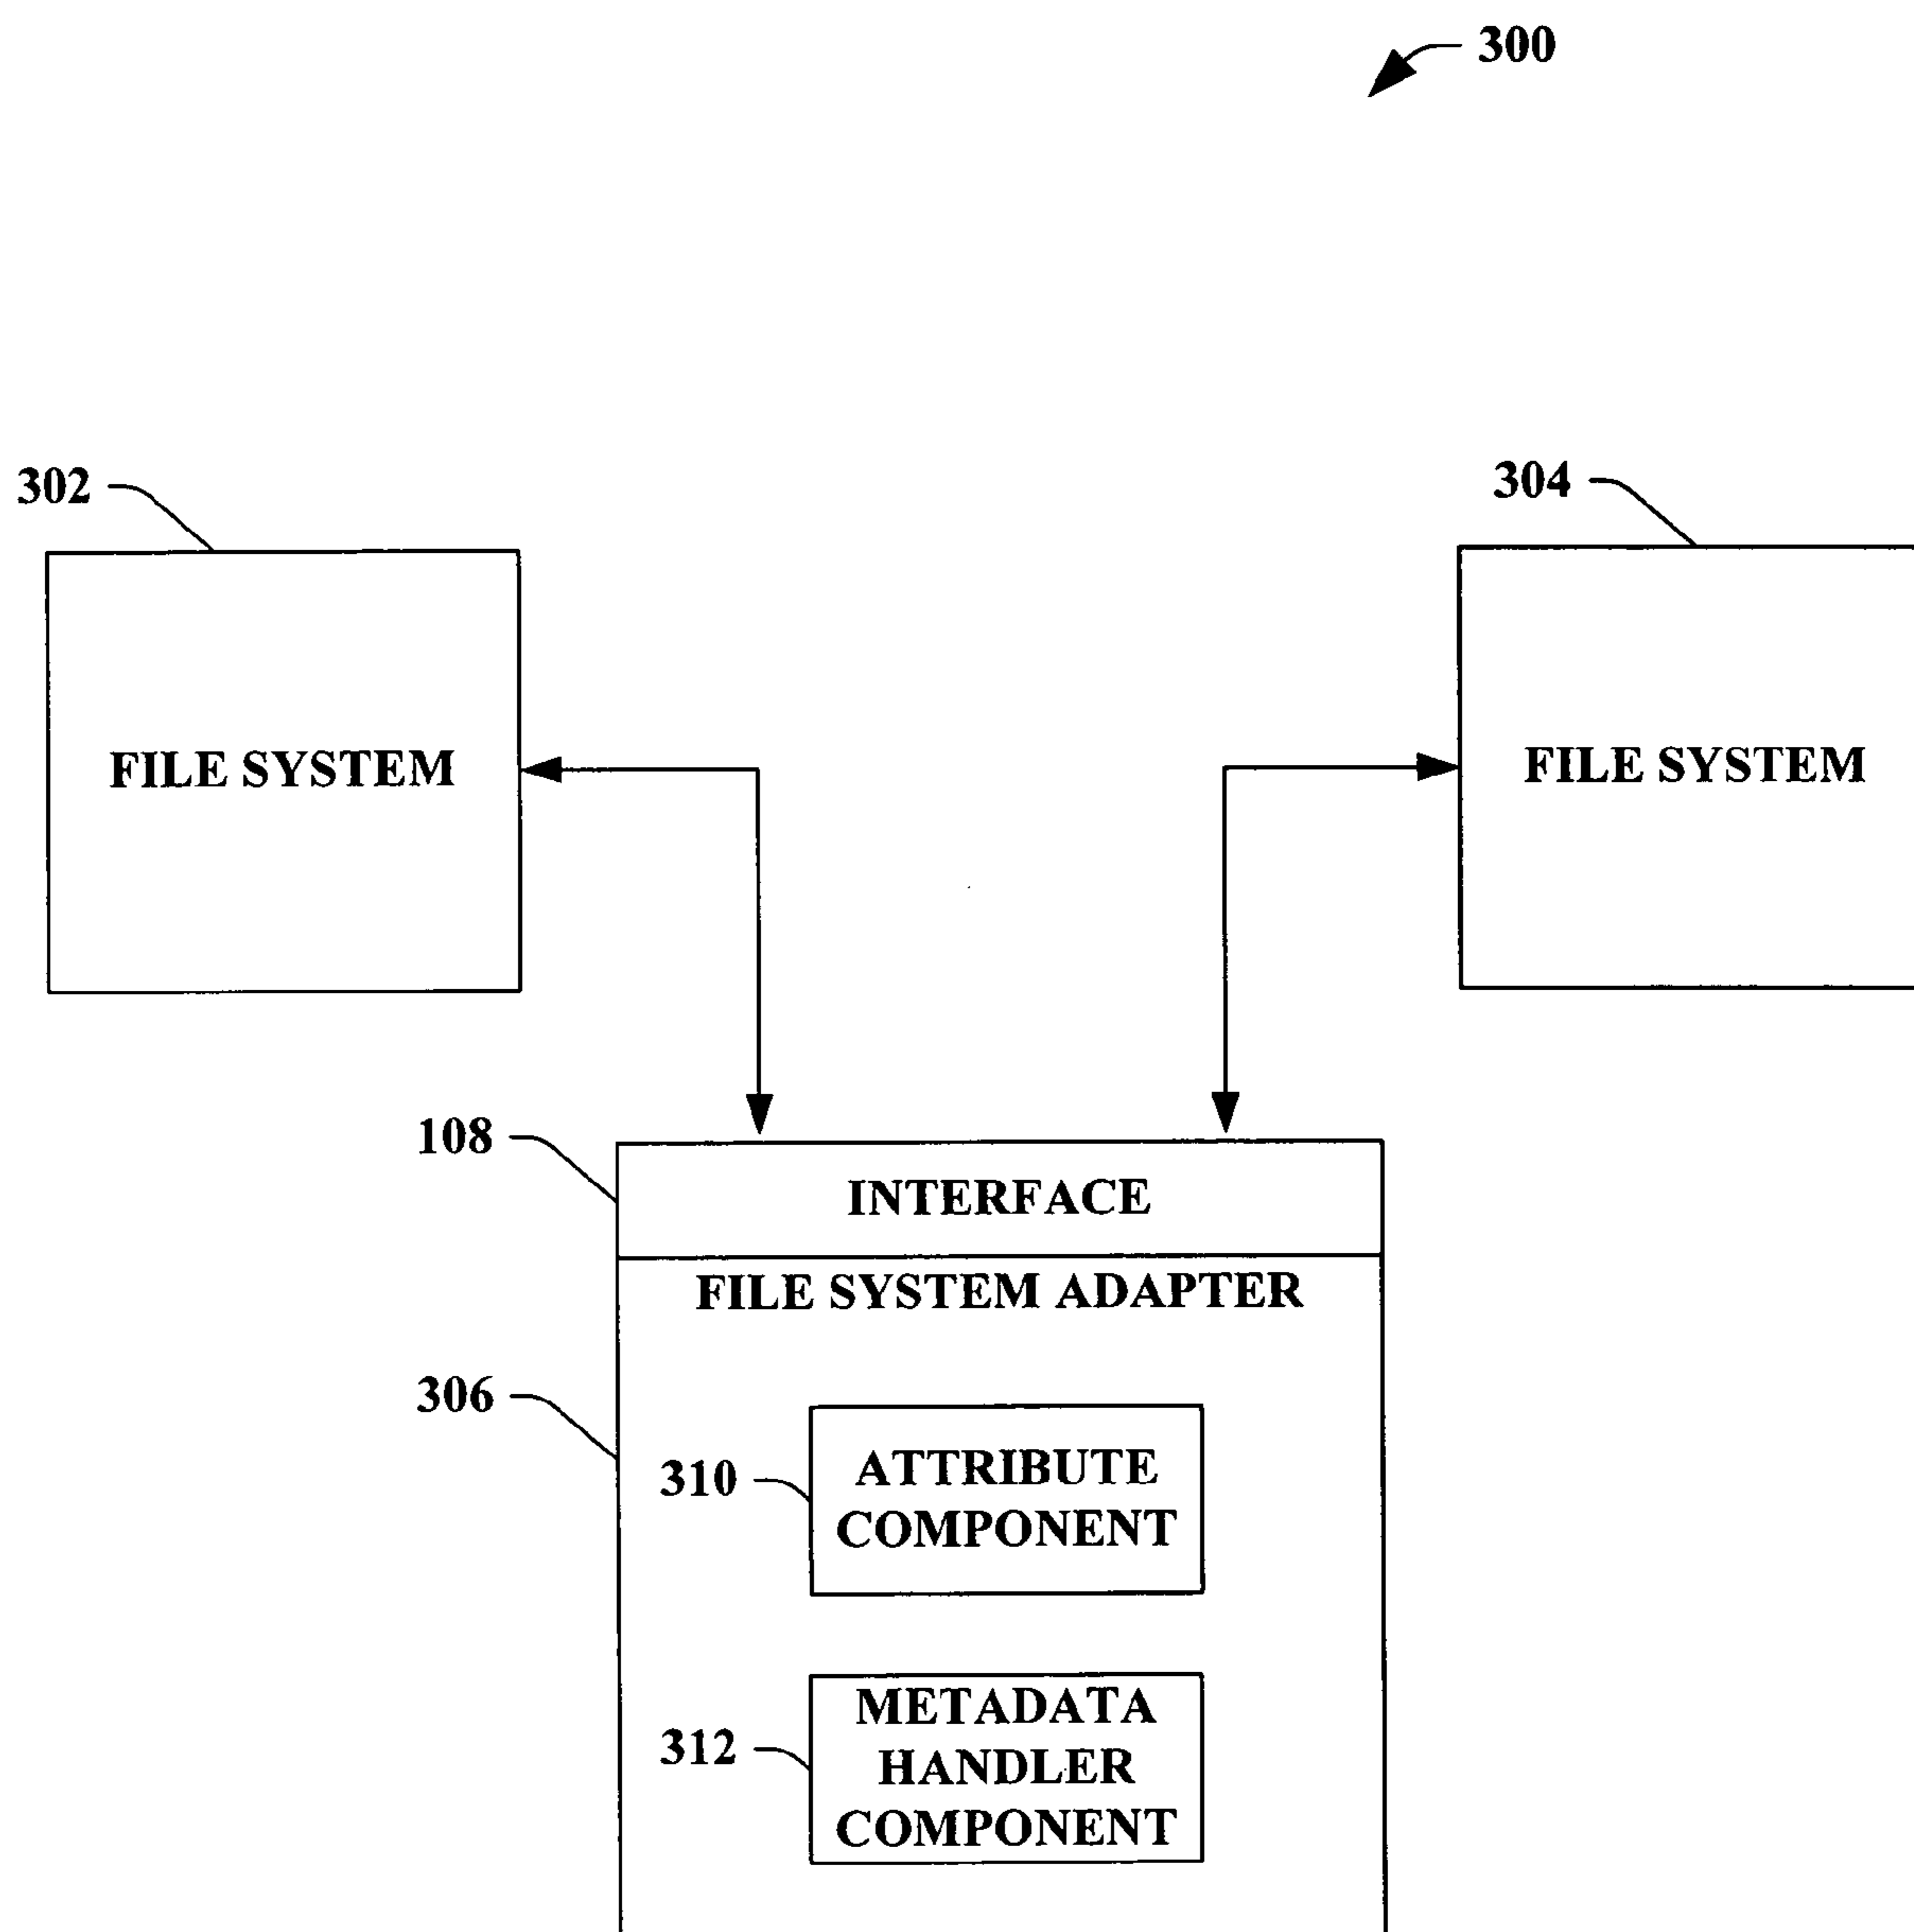 300
302
304
FILE SYSTEM
FILE SYSTEM
108
INTERFACE
FILE SYSTEM ADAPTER
306
310
ATTRIBUTE
COMPONENT
312
METADATA
HANDLER
COMPONENT